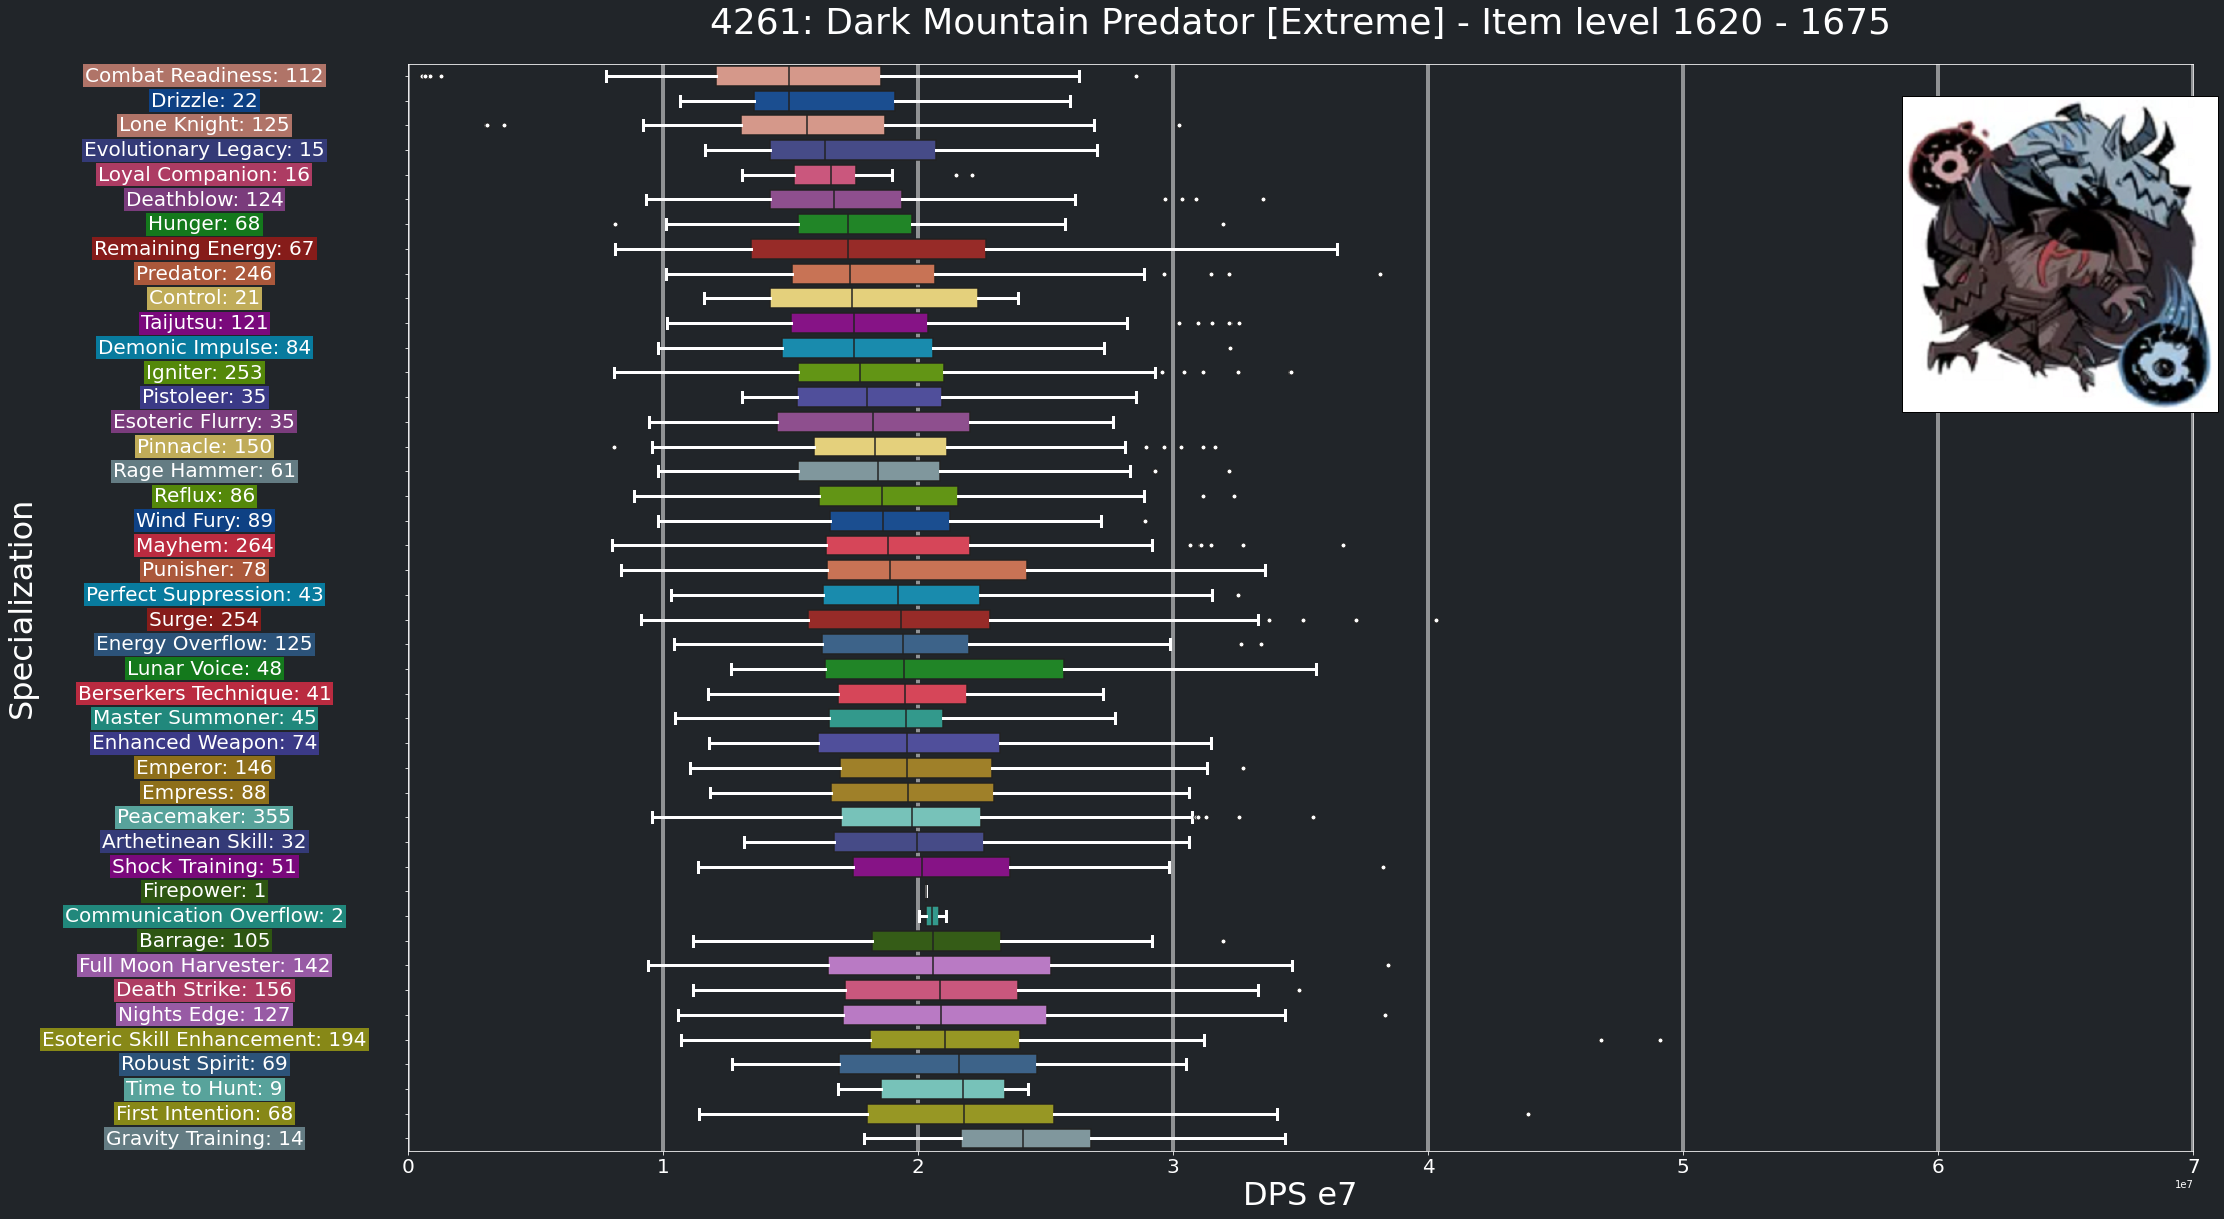 4261: Dark Mountain Predator [Extreme] - Item level 1620 - 1675
Combat Readiness: 112
Drizzle: 22
Lone Knight: 125
Evolutionary Legacy: 15
Loyal Companion: 16
Deathblow: 124
Hunger: 68
Remaining Energy: 67
Predator: 246
Control: 21
Taijutsu: 121
Demonic Impulse: 84
Igniter: 253
Pistoleer: 35
Esoteric Flurry: 35
Pinnacle: 150
Rage Hammer: 61
Reflux: 86
Wind Fury: 89
Mayhem: 264
Punisher: 78
Perfect Suppression: 43
Surge: 254
Energy Overflow: 125
Lunar Voice: 48
Berserkers Technique: 41
Master Summoner: 45
Enhanced Weapon: 74
Emperor: 146
Empress: 88
Peacemaker: 355
Arthetinean Skill: 32
Shock Training: 51
Firepower: 1
Communication Overflow: 2
Barrage: 105
Full Moon Harvester: 142
Death Strike: 156
Nights Edge: 127
Esoteric Skill Enhancement: 194
Robust Spirit: 69
Time to Hunt: 9
First Intention: 68
Gravity Training: 14
Specialization
0 1 2 3 4 5 6 7
DPS e7
1e7